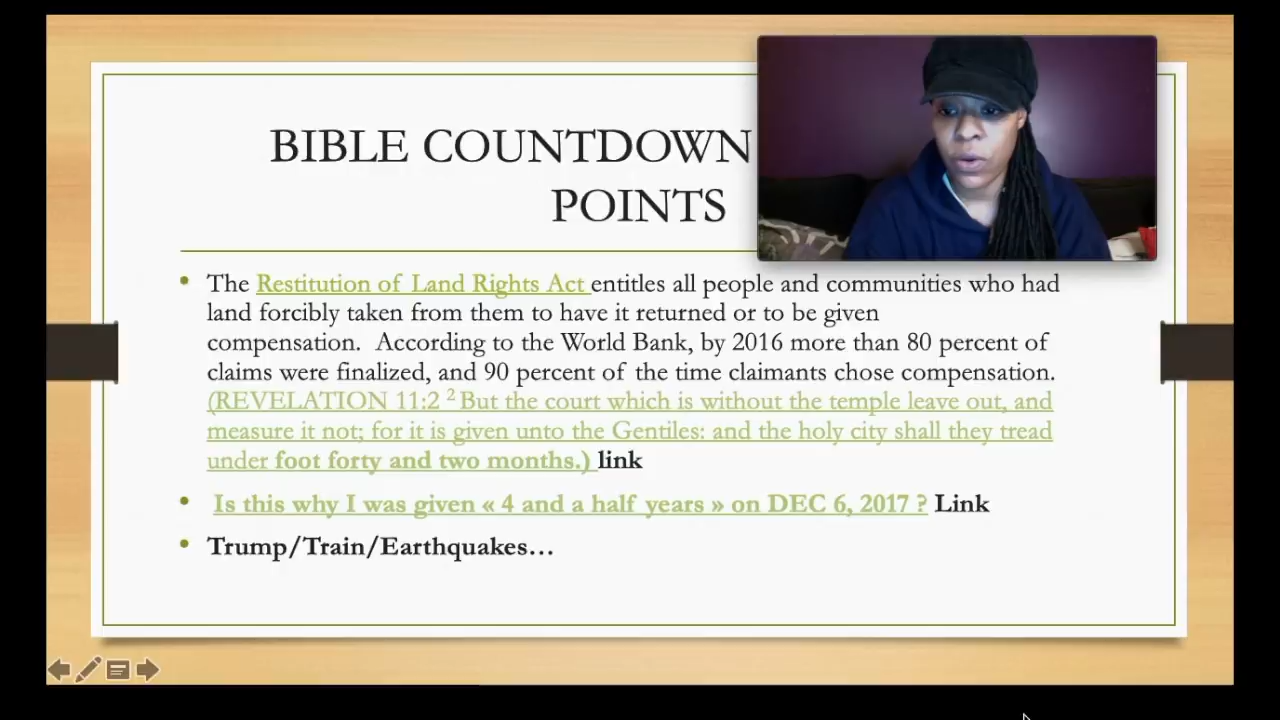 BIBLE COUNTDOWN
POINTS
• The Restitution of Land Rights Act entitles all people and communities who had
land forcibly taken from them to have it returned or to be given
compensation.  According to the World Bank, by 2016 more than 80 percent of
claims were finalized, and 90 percent of the time claimants chose compensation.
(REVELATION 11:2 ² But the court which is without the temple leave out, and
measure it not; for it is given unto the Gentiles: and the holy city shall they tread
under foot forty and two months.) link
• Is this why I was given « 4 and a half years » on DEC 6, 2017 ? Link
• Trump/Train/Earthquakes…